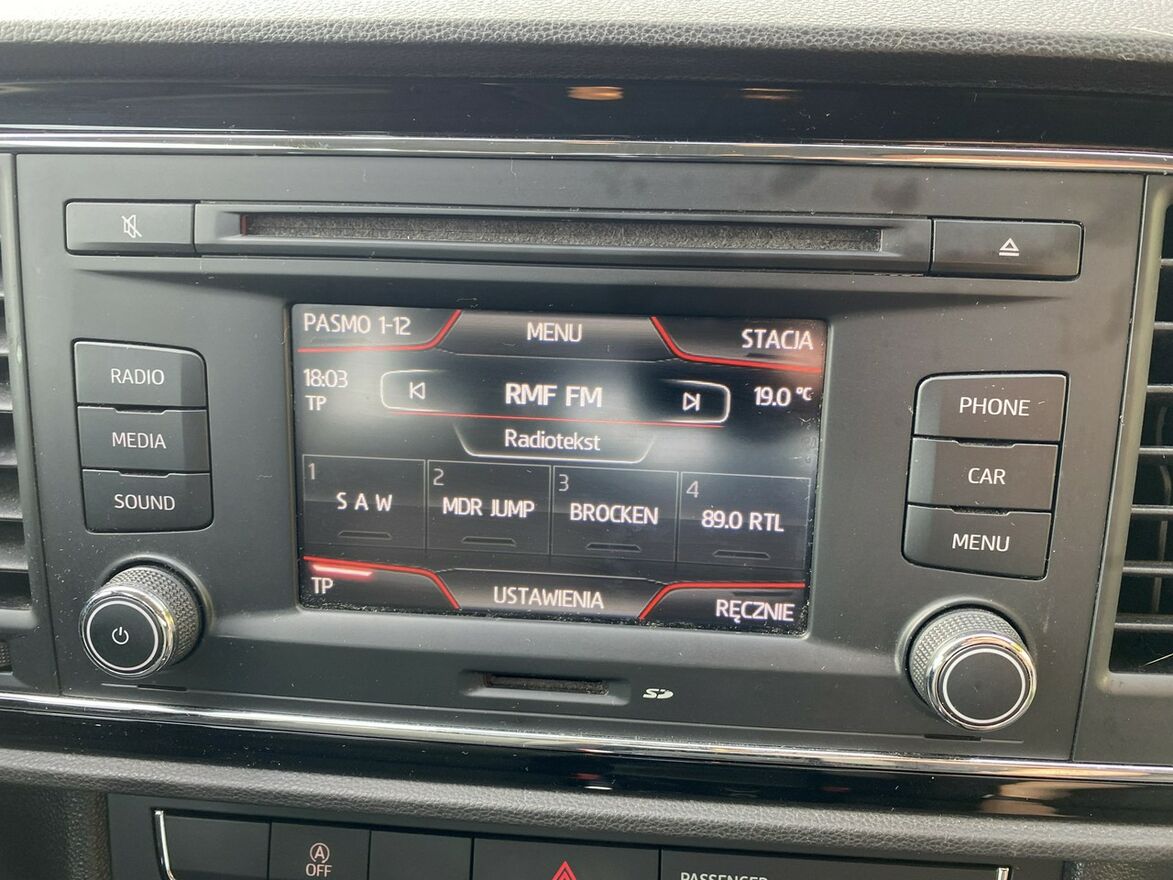 PASMO 1-12
MENU
STACJA
18:03
TP
RMF FM
19.0 °C
Radiotekst
1
S A W
2
MDR JUMP
3
BROCKEN
4
89.0 RTL
TP
USTAWIENIA
RĘCZNIE
RADIO
MEDIA
SOUND
PHONE
CAR
MENU
SD
A
OFF
PASSENGER